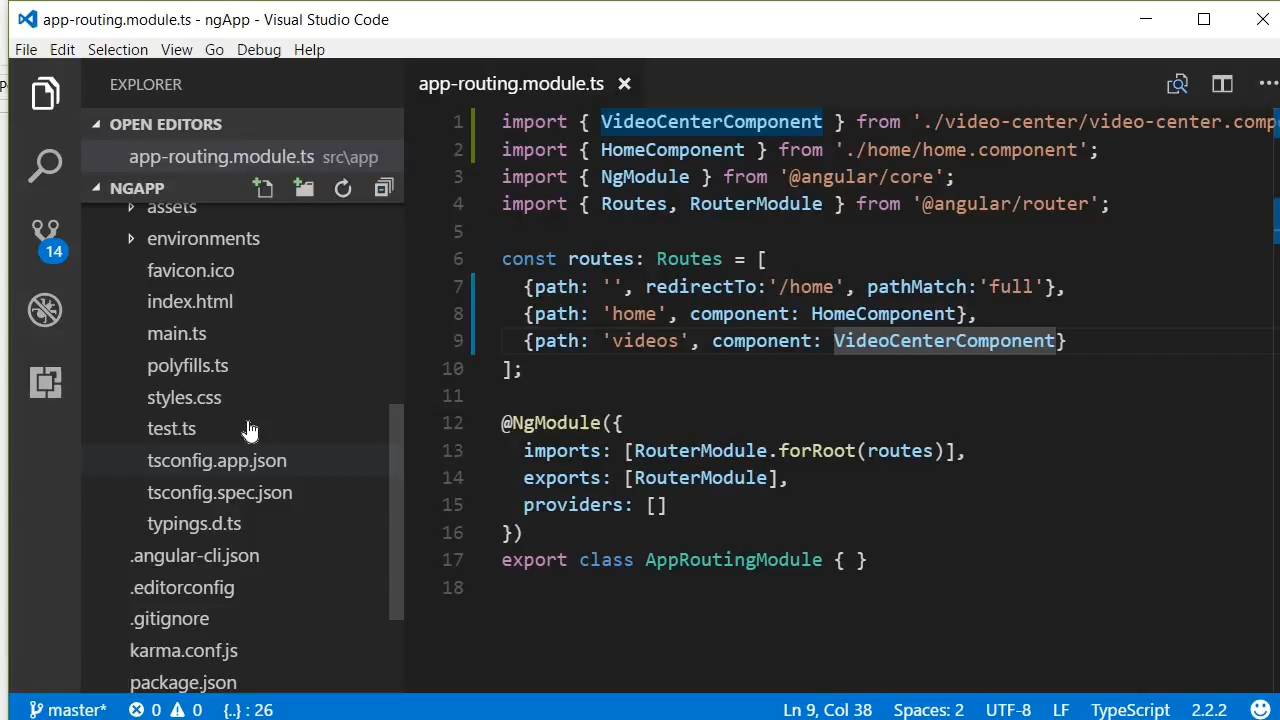 app-routing.module.ts - ngApp - Visual Studio Code
File Edit Selection View Go Debug Help
EXPLORER
OPEN EDITORS
app-routing.module.ts src\app
NGAPP
assets
environments
favicon.ico
index.html
main.ts
polyfills.ts
styles.css
test.ts
tsconfig.app.json
tsconfig.spec.json
typings.d.ts
.angular-cli.json
.editorconfig
.gitignore
karma.conf.js
package.json
14
app-routing.module.ts
1 import { VideoCenterComponent } from './video-center/video-center.comp
2 import { HomeComponent } from './home/home.component';
3 import { NgModule } from '@angular/core';
4 import { Routes, RouterModule } from '@angular/router';
5
6 const routes: Routes = [
7 {path: '', redirectTo:'/home', pathMatch:'full'},
8 {path: 'home', component: HomeComponent},
9 {path: 'videos', component: VideoCenterComponent}
10 ];
11
12 @NgModule({
13 imports: [RouterModule.forRoot(routes)],
14 exports: [RouterModule],
15 providers: []
16 })
17 export class AppRoutingModule { }
18
master* 0 0 {..} : 26 Ln 9, Col 38 Spaces: 2 UTF-8 LF TypeScript 2.2.2